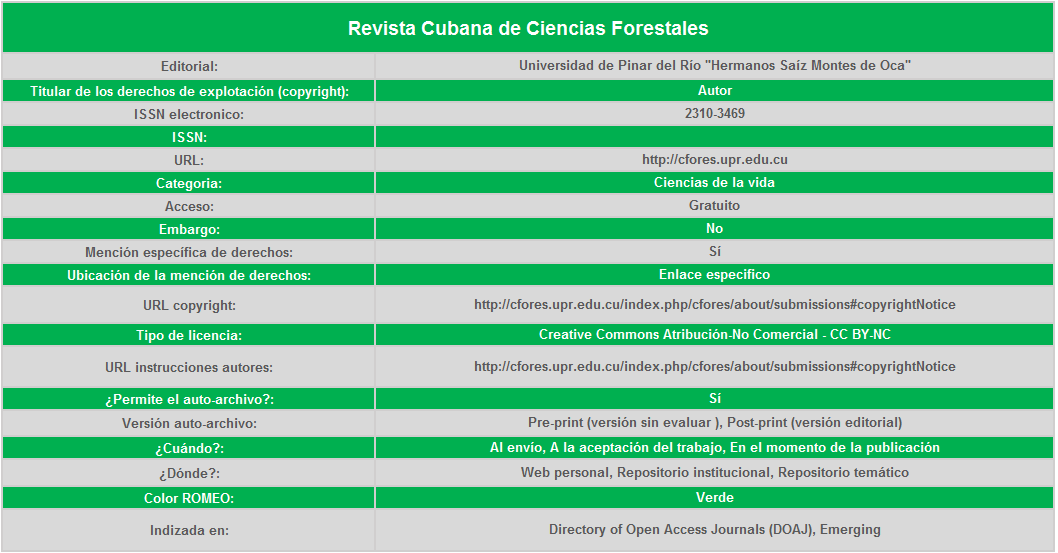 Revista Cubana de Ciencias Forestales
Editorial: Universidad de Pinar del Río "Hermanos Saíz Montes de Oca"
Titular de los derechos de explotación (copyright): Autor
ISSN electronico: 2310-3469
ISSN:
URL: http://cfores.upr.edu.cu
Categoria: Ciencias de la vida
Acceso: Gratuito
Embargo: No
Mención específica de derechos: Sí
Ubicación de la mención de derechos: Enlace especifico
URL copyright: http://cfores.upr.edu.cu/index.php/cfores/about/submissions#copyrightNotice
Tipo de licencia: Creative Commons Atribución-No Comercial - CC BY-NC
URL instrucciones autores: http://cfores.upr.edu.cu/index.php/cfores/about/submissions#copyrightNotice
¿Permite el auto-archivo?: Sí
Versión auto-archivo: Pre-print (versión sin evaluar ), Post-print (versión editorial)
¿Cuándo?: Al envío, A la aceptación del trabajo, En el momento de la publicación
¿Dónde?: Web personal, Repositorio institucional, Repositorio temático
Color ROMEO: Verde
Indizada en: Directory of Open Access Journals (DOAJ), Emerging